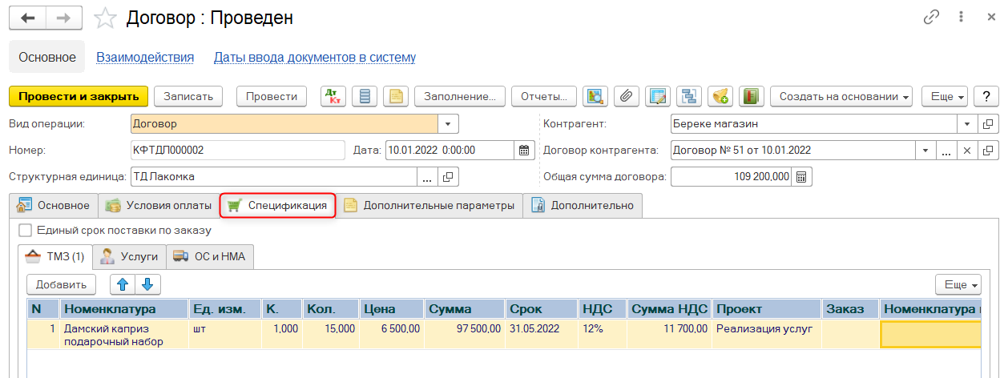 Договор : Проведен
Основное Взаимодействия Даты ввода документов в систему
Провести и закрыть Записать Провести Дт Кт Заполнение... Отчеты... Создать на основании Еще ?
Вид операции: Договор Контрагент: Береке магазин
Номер: КФТДЛ000002 Дата: 10.01.2022 0:00:00 Договор контрагента: Договор № 51 от 10.01.2022 ...
Структурная единица: ТД Лакомка ... Общая сумма договора: 109 200,000
Основное Условия оплаты Спецификация Дополнительные параметры Дополнительно
Единый срок поставки по заказу
ТМЗ (1) Услуги ОС и НМА
Добавить Еще
N Номенклатура Ед. изм. К. Кол. Цена Сумма Срок НДС Сумма НДС Проект Заказ Номенклатура
1 Дамский каприз шт 1,000 15,000 6 500,00 97 500,00 31.05.2022 12% 11 700,00 Реализация услуг
подарочный набор